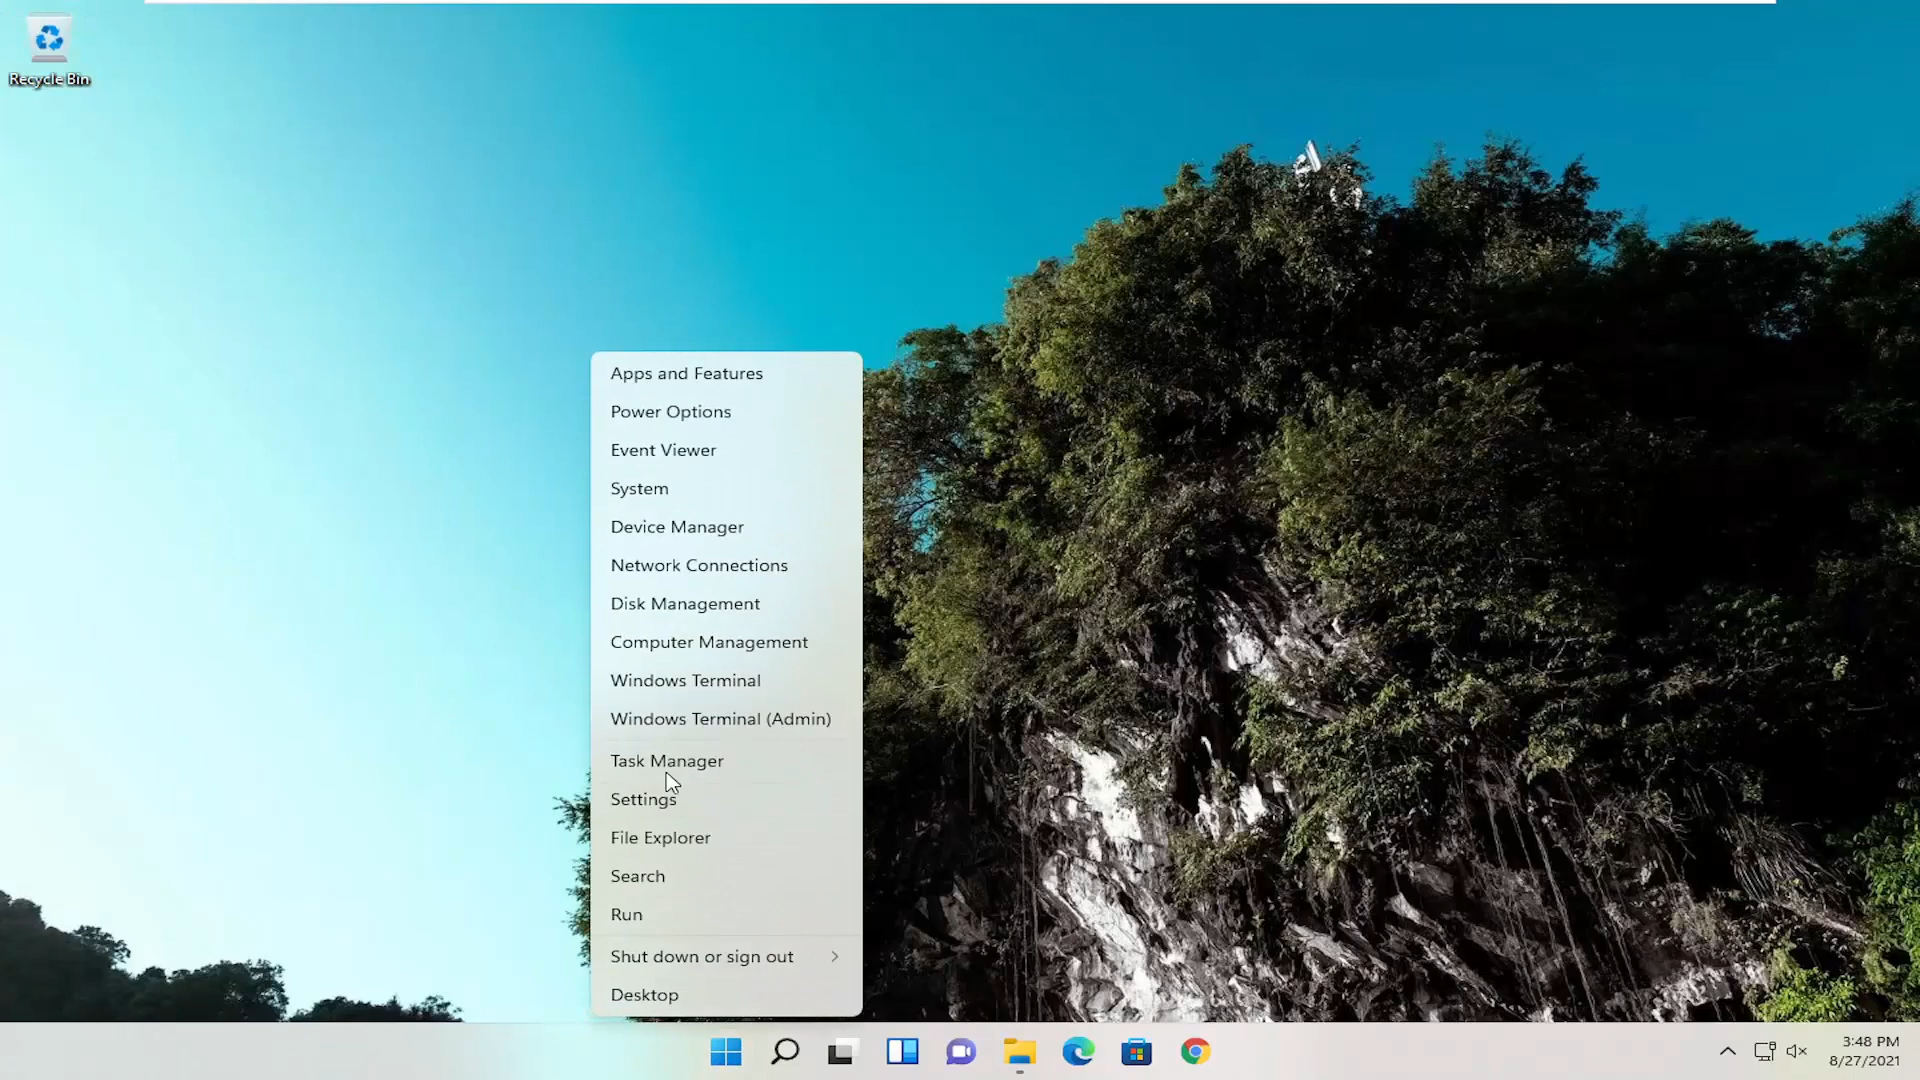 Recycle Bin
Apps and Features
Power Options
Event Viewer
System
Device Manager
Network Connections
Disk Management
Computer Management
Windows Terminal
Windows Terminal (Admin)
Task Manager
Settings
File Explorer
Search
Run
Shut down or sign out
Desktop
3:48 PM
8/27/2021